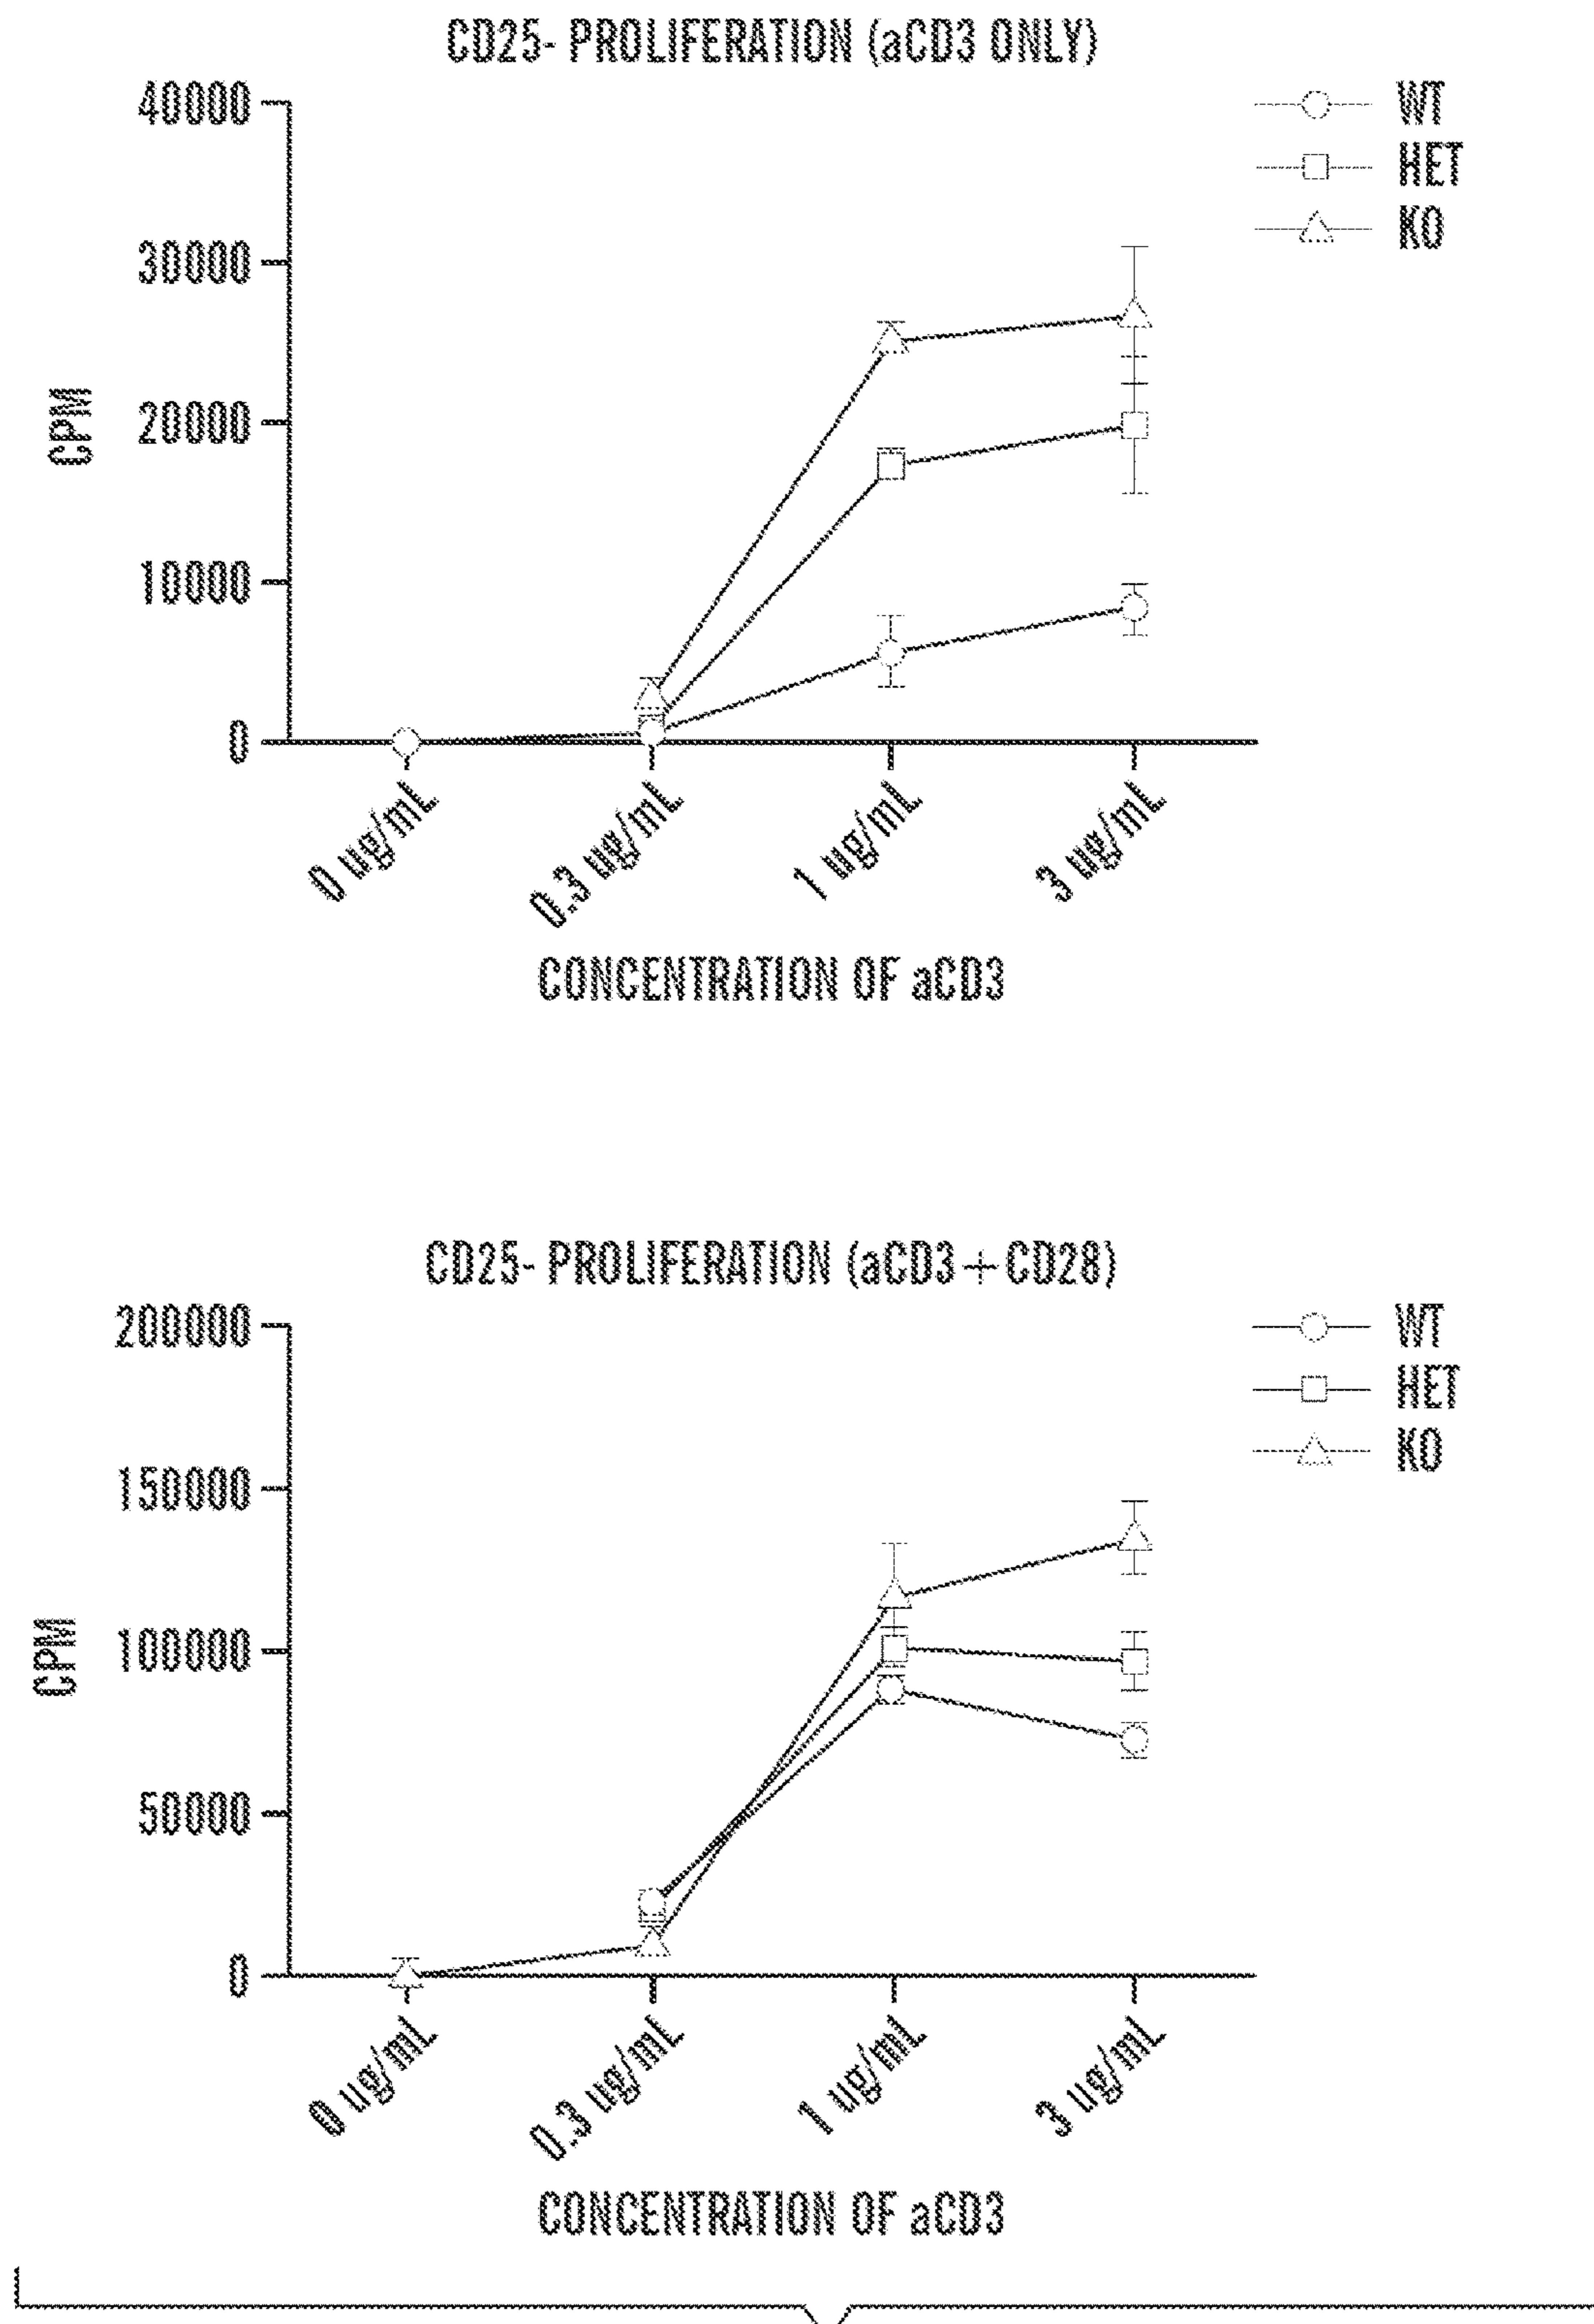 CD25- PROLIFERATION (aCD3 ONLY)
40000
30000
20000
10000
0
CPM
WT
HET
KO
0 ug/mL
0.3 ug/mL
1 ug/mL
3 ug/mL
CONCENTRATION OF aCD3
CD25- PROLIFERATION (aCD3+CD28)
200000
150000
100000
50000
0
CPM
WT
HET
KO
0 ug/mL
0.3 ug/mL
1 ug/mL
3 ug/mL
CONCENTRATION OF aCD3